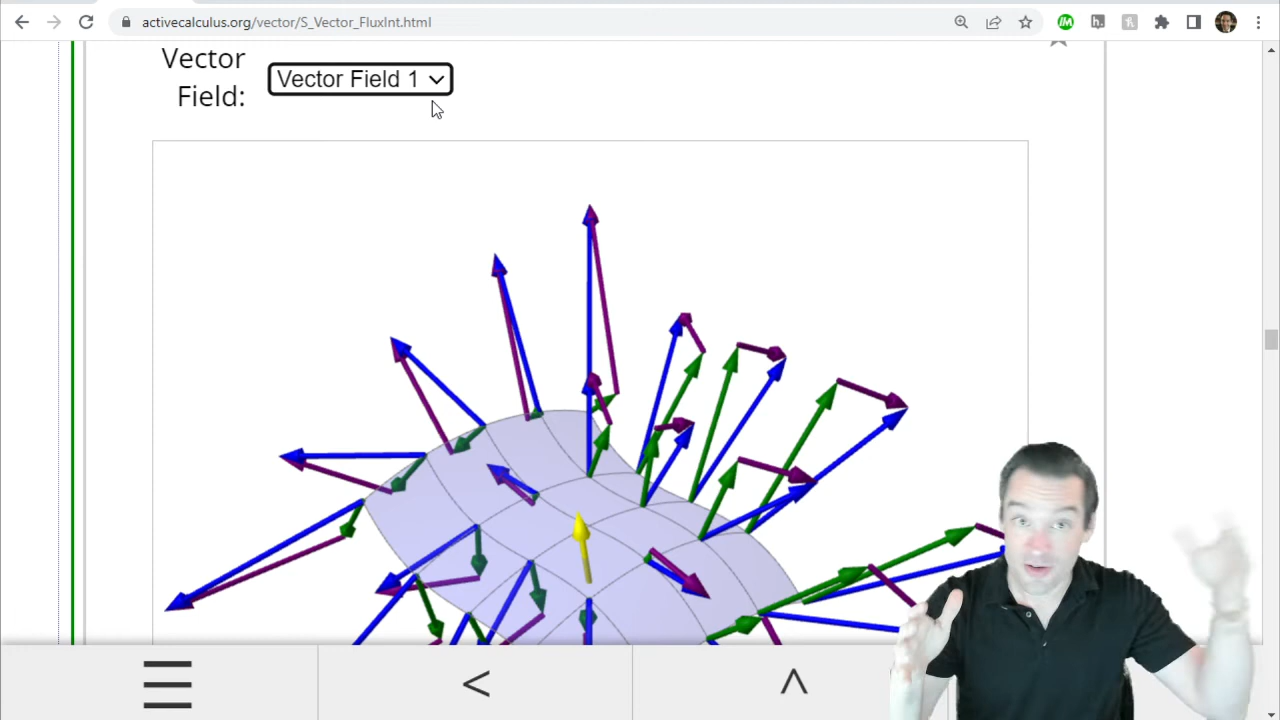 activecalculus.org/vector/S_Vector_FluxInt.html
Vector
Field:
Vector Field 1